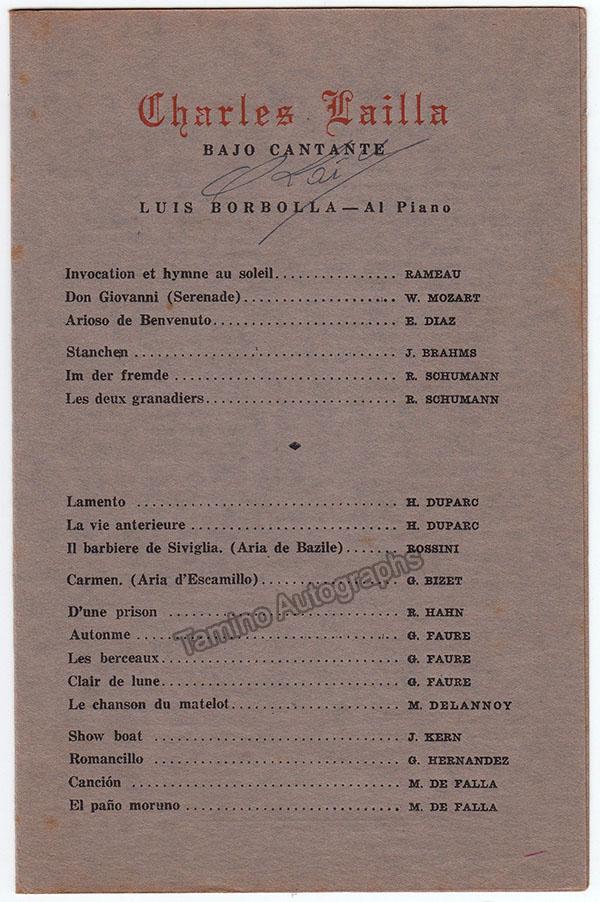 Charles Lailla
BAJO CANTANTE
LUIS BORBOLLA — Al Piano
Invocation et hymne au soleil................ RAMEAU
Don Giovanni (Serenade)..................... W. MOZART
Arioso de Benvenuto......................... E. DIAZ
Stanchen ................................... J. BRAHMS
Im der fremde .............................. R. SCHUMANN
Les deux granadiers......................... R. SCHUMANN
Lamento .................................... H. DUPARC
La vie anterieure .......................... H. DUPARC
Il barbiere de Siviglia. (Aria de Bazile)....... ROSSINI
Carmen. (Aria d'Escamillo).................. G. BIZET
D'une prison ............................... R. HAHN
Autonme .................................... G. FAURE
Les berceaux................................ G. FAURE
Clair de lune............................... G. FAURE
Le chanson du matelot....................... M. DELANNOY
Show boat .................................. J. KERN
Romancillo ................................. G. HERNANDEZ
Canción .................................... M. DE FALLA
El paño moruno ............................. M. DE FALLA
Tamino Autographs